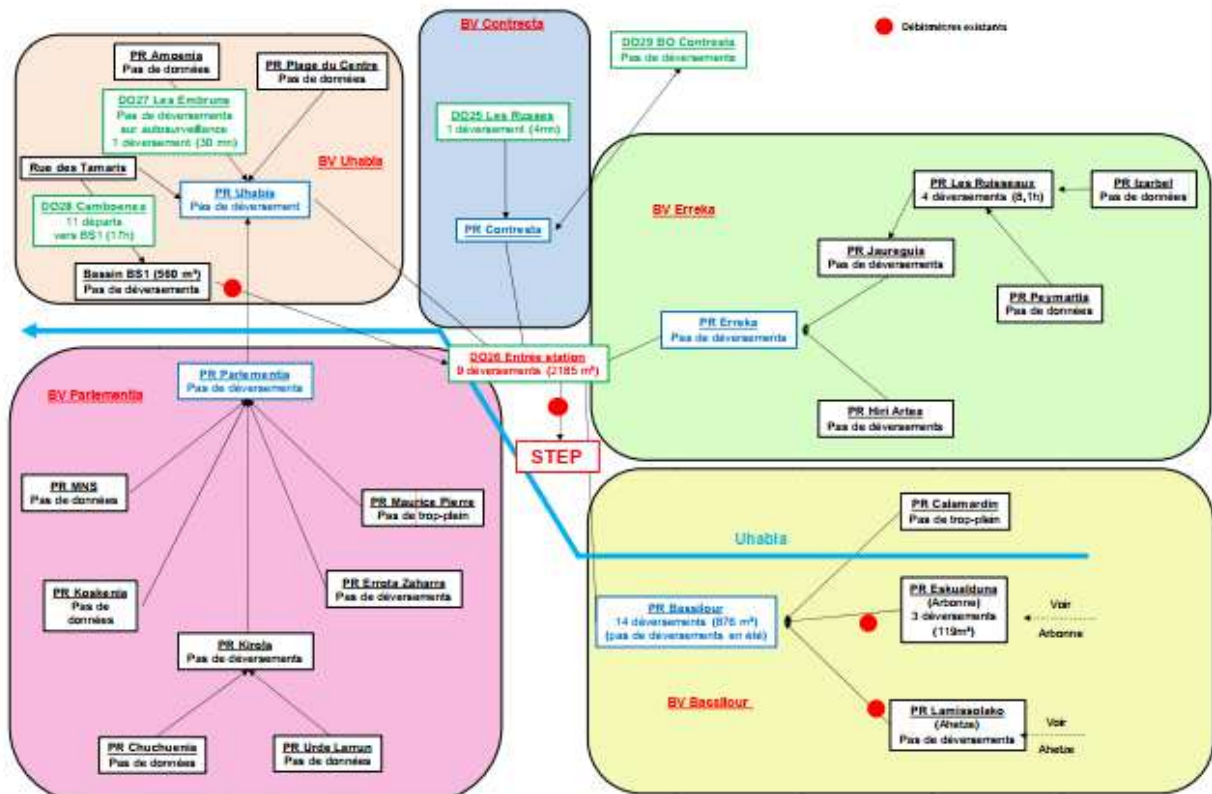 BV Contresta
Débitmètres existants
PR Amoenia
Pas de données
PR Plage du Centre
Pas de données
DO29 BO Contresta
Pas de déversements
DO27 Les Embruns
Pas de déversements
sur autosurveillance
1 déversement (30 mn)
DO25 Les Russes
1 déversement (4mn)
BV Uhabia
Rue des Tamaris
PR Uhabia
Pas de déversement
DO28 Camboenea
11 départs
vers BS1 (17h)
Bassin BS1 (560 m³)
Pas de déversements
PR Contresta
BV Erreka
PR Les Ruisseaux
4 déversements (8,1h)
PR Izarbel
Pas de données
PR Jaureguia
Pas de déversements
PR Peymartia
Pas de données
PR Erreka
Pas de déversements
PR Hiri Artea
Pas de déversements
DO26 Entrée station
9 déversements (2185 m³)
STEP
BV Parlementia
PR Parlementia
Pas de déversements
PR MNS
Pas de données
PR Maurice Pierre
Pas de trop-plein
PR Koskenia
Pas de
données
PR Errota Zaharra
Pas de déversements
PR Kirola
Pas de déversements
PR Chuchuenia
Pas de données
PR Urde Larrun
Pas de données
PR Calamardin
Pas de trop-plein
Uhabia
PR Bassilour
14 déversements (876 m³)
(pas de déversements en été)
PR Eskualduna
(Arbonne)
3 déversements
(119m³)
Voir
Arbonne
BV Bassilour
PR Lamissolako
(Ahetze)
Pas de déversements
Voir
Ahetze